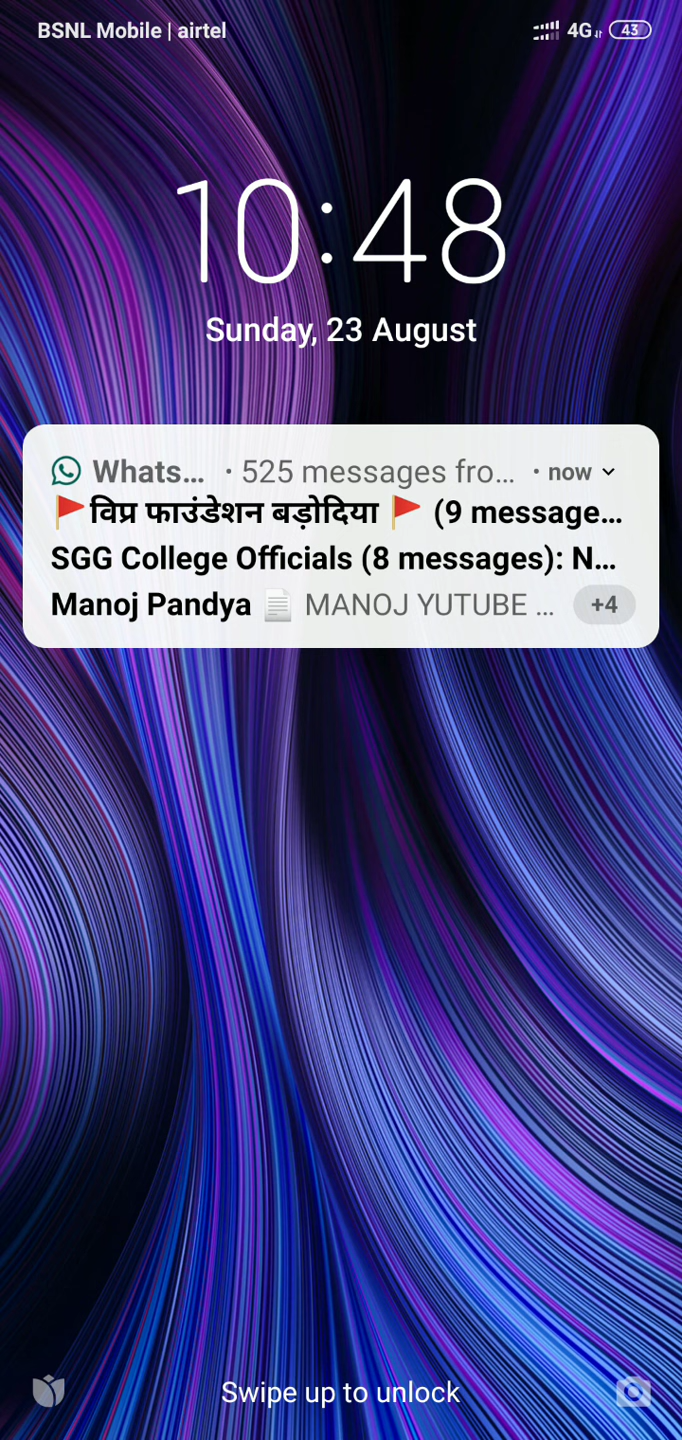 BSNL Mobile | airtel 4G 43
10:48
Sunday, 23 August
Whats... • 525 messages fro... • now
🚩विप्र फाउंडेशन बड़ोदिया 🚩 (9 message...
SGG College Officials (8 messages): N...
Manoj Pandya 📄 MANOJ YUTUBE ... +4
Swipe up to unlock